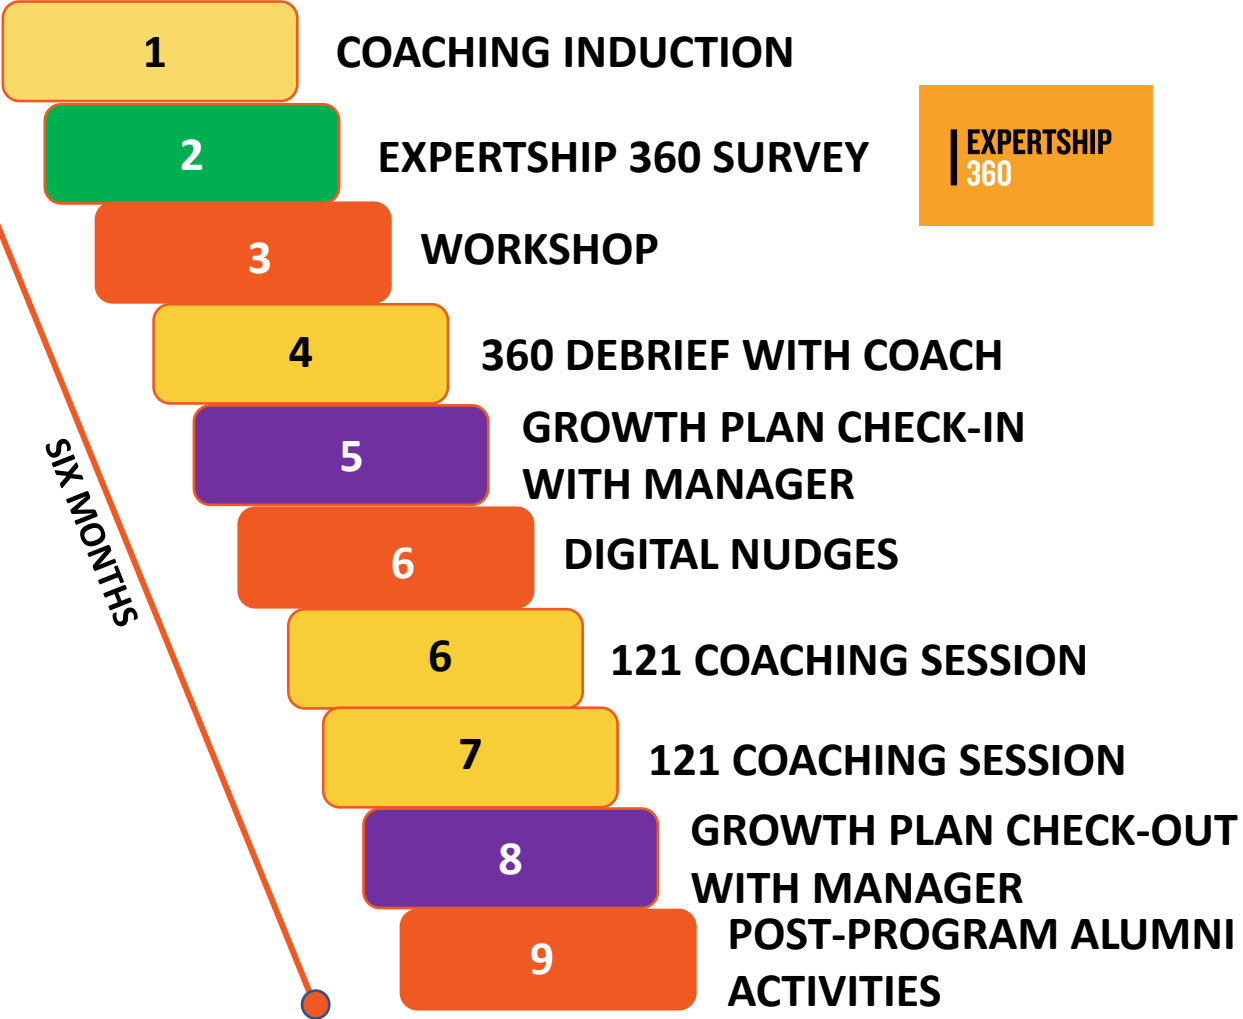 1
COACHING INDUCTION
2
EXPERTSHIP 360 SURVEY
EXPERTSHIP
360
3
WORKSHOP
4
360 DEBRIEF WITH COACH
5
GROWTH PLAN CHECK-IN
WITH MANAGER
SIX MONTHS
6
DIGITAL NUDGES
6
121 COACHING SESSION
7
121 COACHING SESSION
8
GROWTH PLAN CHECK-OUT
WITH MANAGER
9
POST-PROGRAM ALUMNI
ACTIVITIES